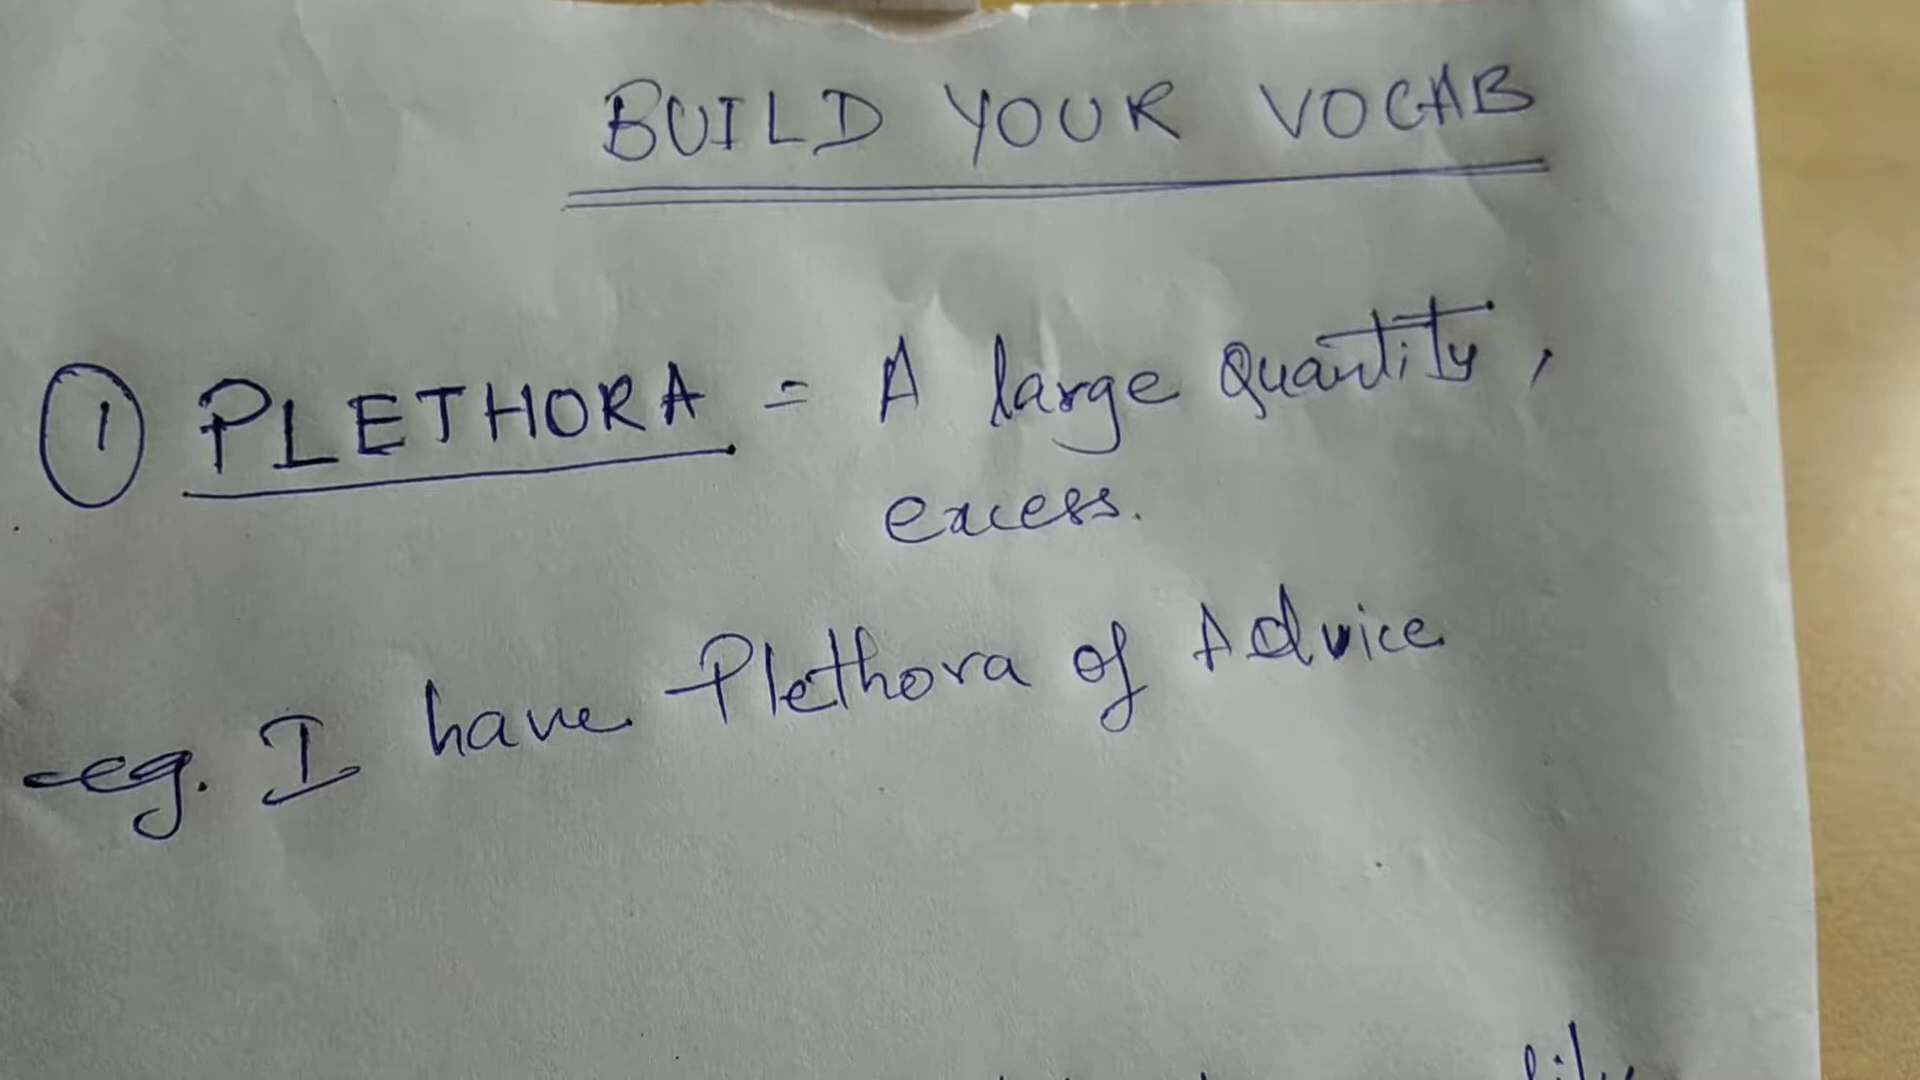 BUILD YOUR VOCAB
1 PLETHORA = A large Quantity,
excess.
eg. I have Plethora of Advice